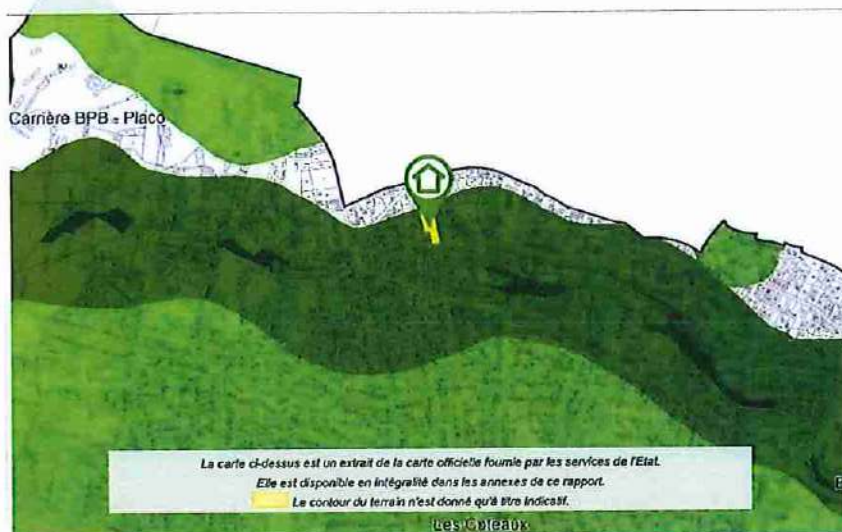 Carrière BPB - Placo
La carte ci-dessus est un extrait de la carte officielle fournie par les services de l'Etat.
Elle est disponible en intégralité dans les annexes de ce rapport.
Le contour du terrain n'est donné qu'à titre indicatif.
Les Coteaux